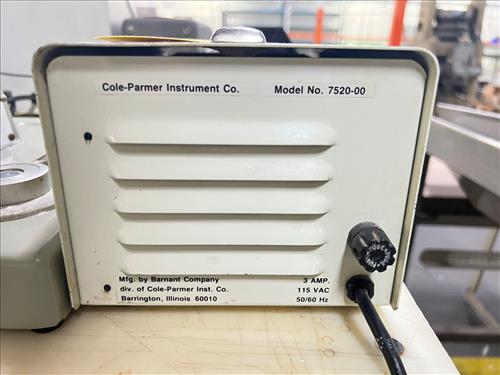 Cole-Parmer Instrument Co. Model No. 7520-00
Mfg. by Barnant Company 3 AMP.
div. of Cole-Parmer Inst. Co. 115 VAC
Barrington, Illinois 60010 50/60 Hz